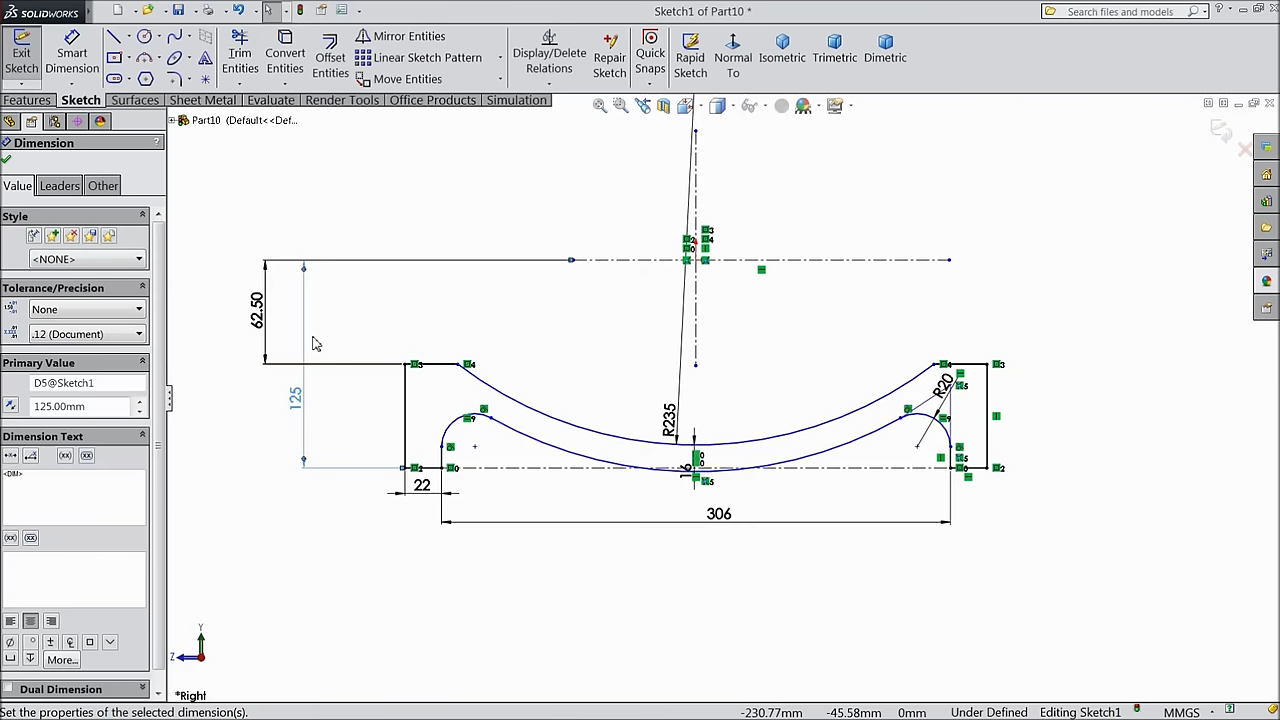 SOLIDWORKS
Sketch1 of Part10 *
Search files and models
Exit Sketch
Smart Dimension
Trim Entities
Convert Entities
Offset Entities
Mirror Entities
Linear Sketch Pattern
Move Entities
Display/Delete Relations
Repair Sketch
Quick Snaps
Rapid Sketch
Normal To
Isometric
Trimetric
Dimetric
Features Sketch Surfaces Sheet Metal Evaluate Render Tools Office Products Simulation
Part10 (Default<<Def...
Dimension
Value Leaders Other
Style
<NONE>
Tolerance/Precision
None
.12 (Document)
Primary Value
D5@Sketch1
125.00mm
Dimension Text
<DIM>
More...
Dual Dimension
62.50
125
R235
R20
16
22
306
Y
Z
*Right
Set the properties of the selected dimension(s).
-230.77mm -45.58mm 0mm Under Defined Editing Sketch1 MMGS